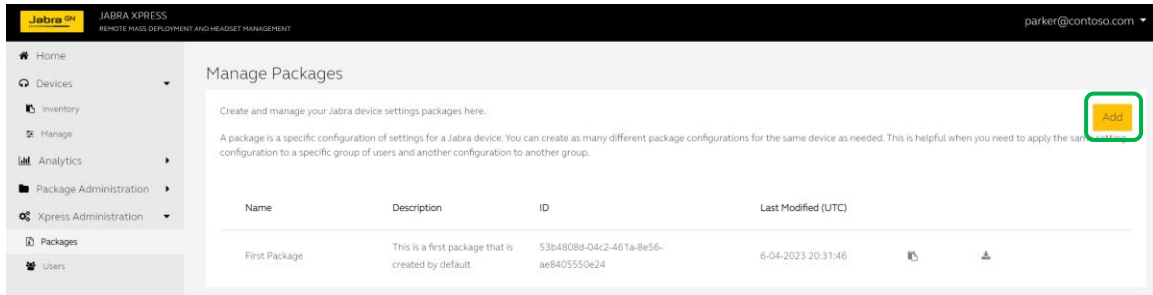 Jabra GN
JABRA XPRESS
REMOTE MASS DEPLOYMENT AND HEADSET MANAGEMENT
parker@contoso.com
Home
Devices
Inventory
Manage
Analytics
Package Administration
Xpress Administration
Packages
Users
Manage Packages
Create and manage your Jabra device settings packages here.
Add
A package is a specific configuration of settings for a Jabra device. You can create as many different package configurations for the same device as needed. This is helpful when you need to apply the same setting
configuration to a specific group of users and another configuration to another group.
Name Description ID Last Modified (UTC)
First Package
This is a first package that is
created by default
53b4808d-04c2-461a-8e56-
ae8405550e24
6-04-2023 20:31:46